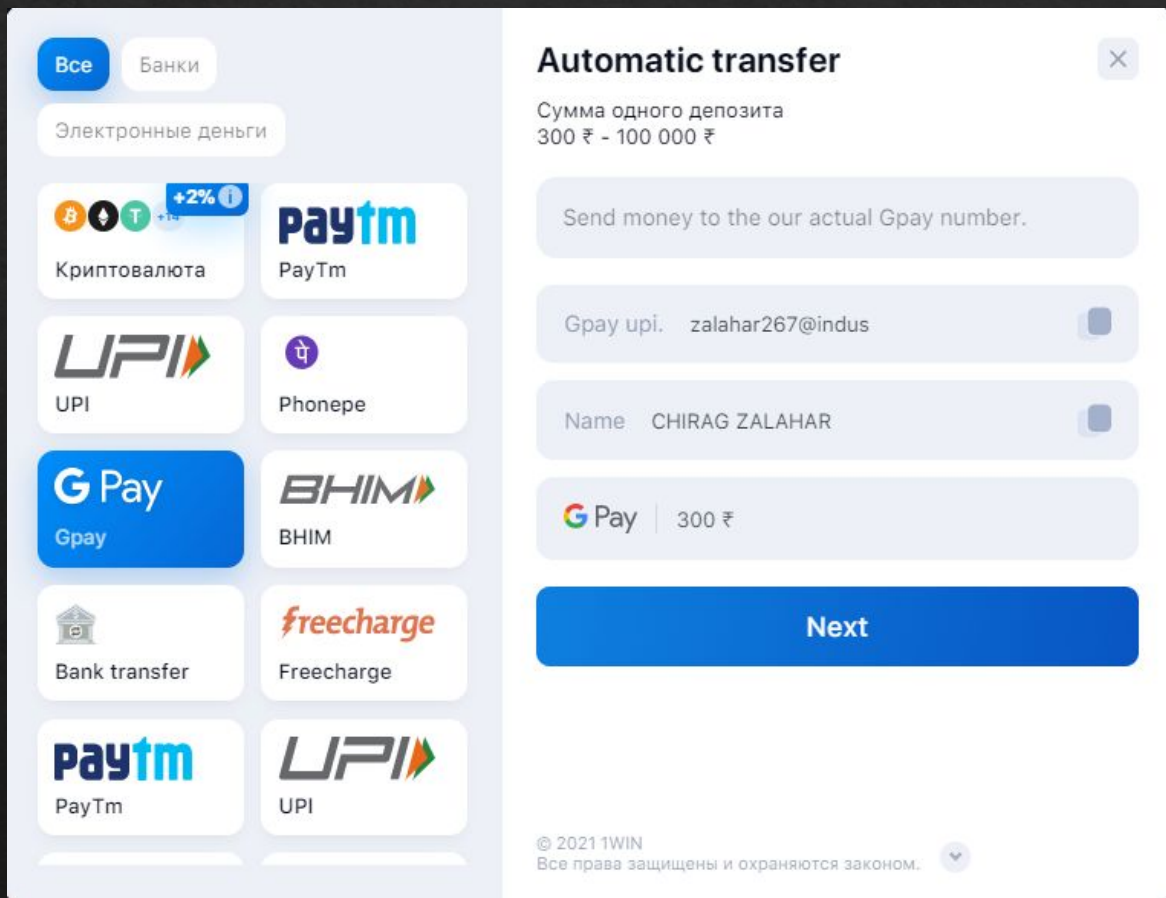 Все
Банки
Электронные деньги
+2% i
+14
Криптовалюта
paytm
PayTm
UPI
UPI
पे
Phonepe
G Pay
Gpay
BHIM
BHIM
Bank transfer
freecharge
Freecharge
paytm
PayTm
UPI
UPI
Automatic transfer
Сумма одного депозита
300 ₹ - 100 000 ₹
Send money to the our actual Gpay number.
Gpay upi. zalahar267@indus
Name CHIRAG ZALAHAR
G Pay 300 ₹
Next
© 2021 1WIN
Все права защищены и охраняются законом.